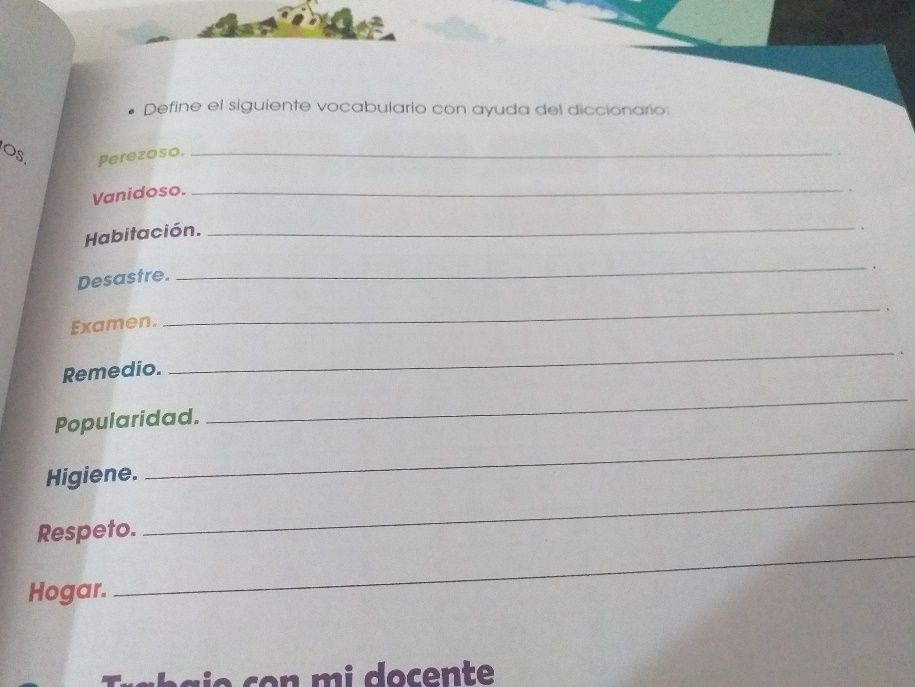 • Define el siguiente vocabulario con ayuda del diccionario:
os.
Perezoso.
Vanidoso.
Habitación.
Desastre.
Examen.
Remedio.
Popularidad.
Higiene.
Respeto.
Hogar.
Trabajo con mi docente